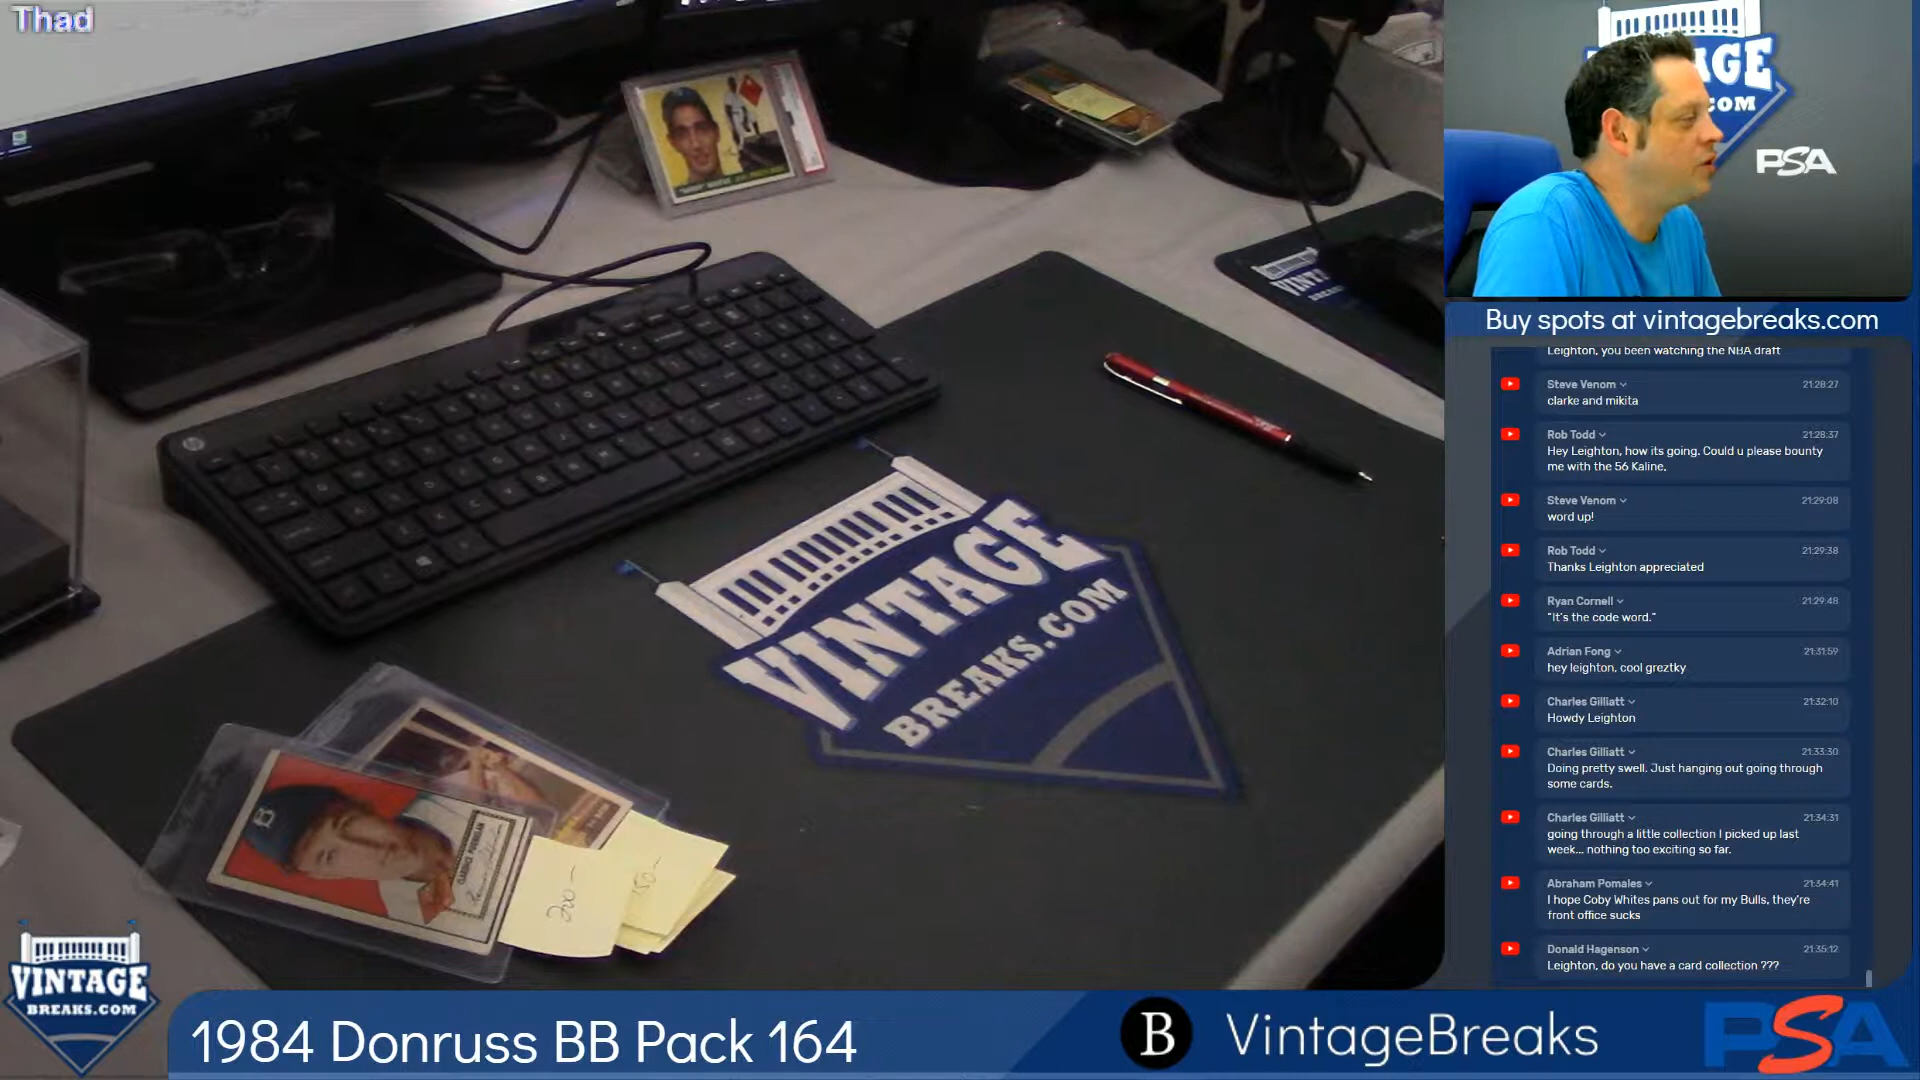 Thad
VINTAGE
BREAKS.COM
200-
150-
AGE
.COM
PSA
Buy spots at vintagebreaks.com
Leighton, you been watching the NBA draft
Steve Venom
21:28:27
clarke and mikita
Rob Todd
21:28:37
Hey Leighton, how its going. Could u please bounty
me with the 56 Kaline.
Steve Venom
21:29:08
word up!
Rob Todd
21:29:38
Thanks Leighton appreciated
Ryan Cornell
21:29:48
"It's the code word."
Adrian Fong
21:31:59
hey leighton, cool greztky
Charles Gilliatt
21:32:10
Howdy Leighton
Charles Gilliatt
21:33:30
Doing pretty swell. Just hanging out going through
some cards.
Charles Gilliatt
21:34:31
going through a little collection I picked up last
week... nothing too exciting so far.
Abraham Pomales
21:34:41
I hope Coby Whites pans out for my Bulls, they're
front office sucks
Donald Hagenson
21:35:12
Leighton, do you have a card collection ???
VINTAGE
BREAKS.COM
1984 Donruss BB Pack 164
B VintageBreaks
PSA